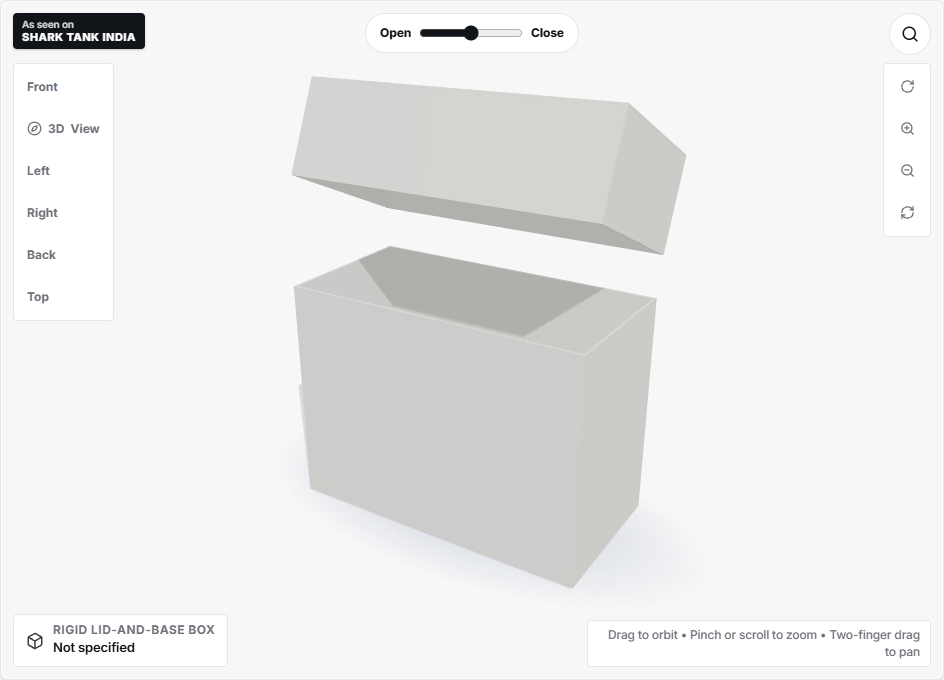 As seen on
SHARK TANK INDIA
Open
Close
Front
3D View
Left
Right
Back
Top
RIGID LID-AND-BASE BOX
Not specified
Drag to orbit • Pinch or scroll to zoom • Two-finger drag
to pan